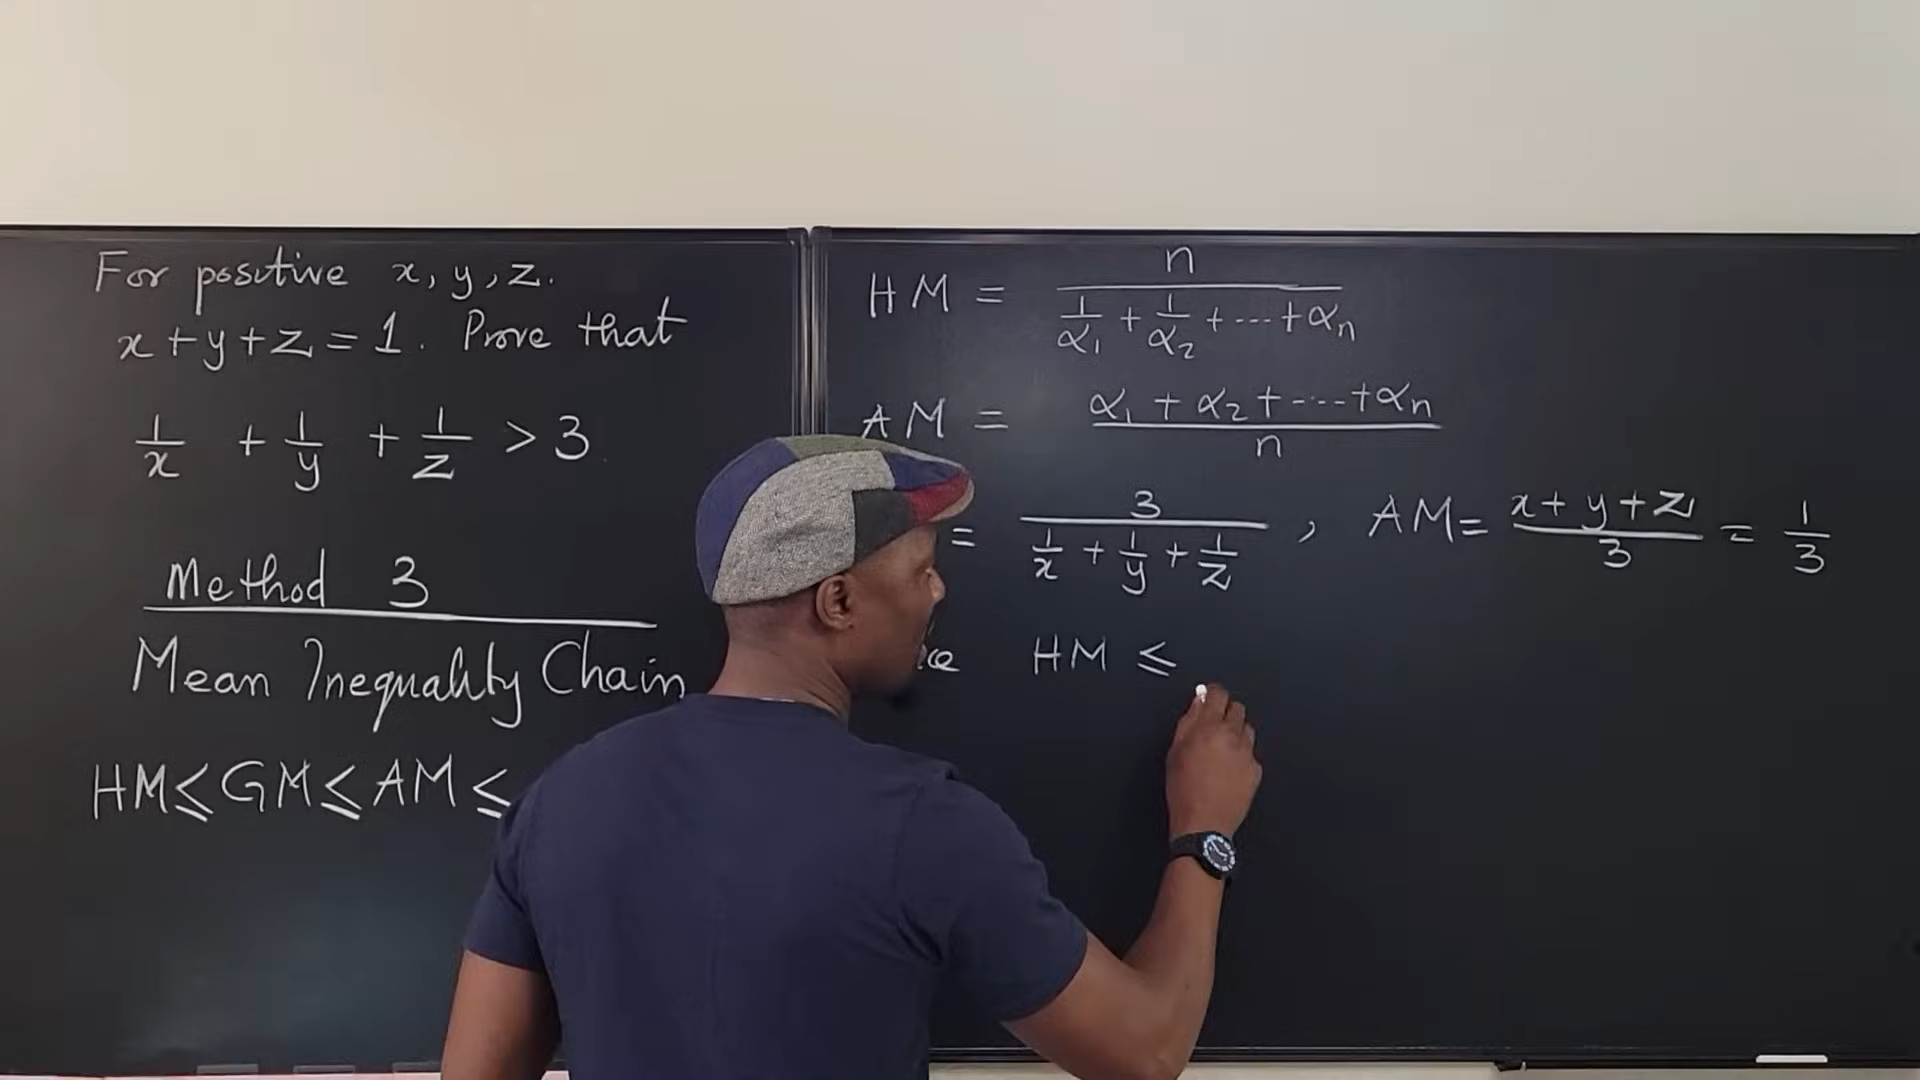 For positive x, y, z.
x + y + z = 1. Prove that
1/x + 1/y + 1/z > 3
Method 3
Mean Inequality Chain
HM ≤ GM ≤ AM ≤
HM = n / (1/α₁ + 1/α₂ + ... + αₙ)
AM = (α₁ + α₂ + .... + αₙ) / n
= 3 / (1/x + 1/y + 1/z) , AM = (x + y + z) / 3 = 1/3
HM ≤